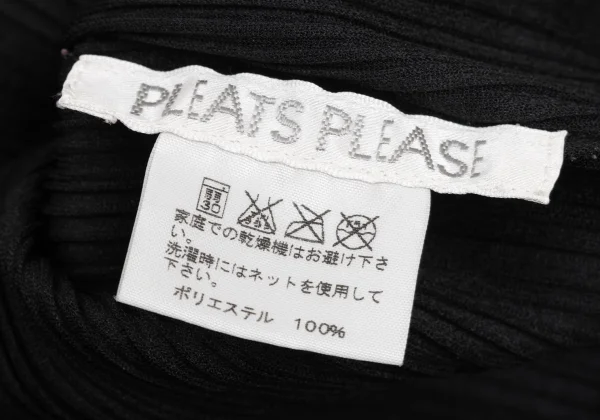 PLEATS PLEASE
家庭での乾燥機はお避け下さ
い。
洗濯時にはネットを使用して
下さい。
ポリエステル 100%